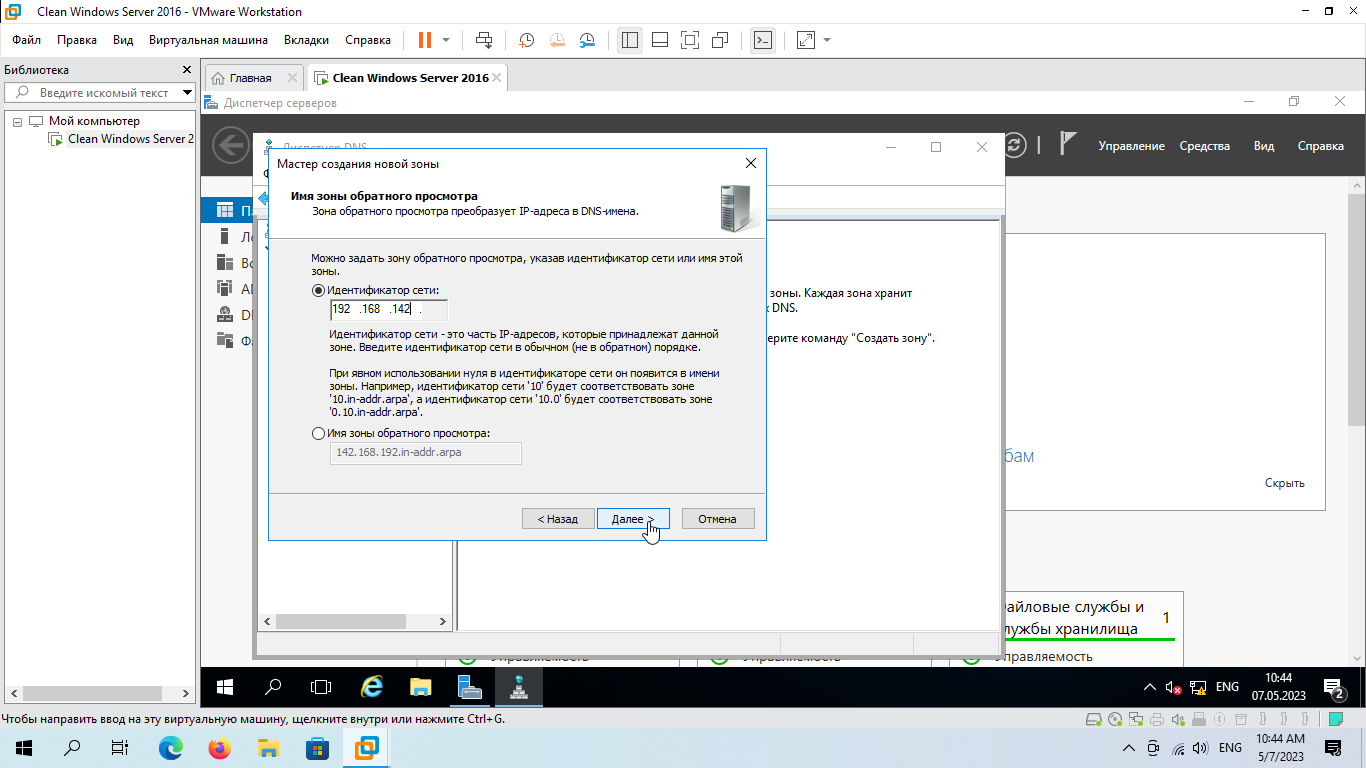 Clean Windows Server 2016 - VMware Workstation
Файл Правка Вид Виртуальная машина Вкладки Справка
Библиотека
Введите искомый текст
Мой компьютер
Clean Windows Server 2
Главная
Clean Windows Server 2016
Диспетчер серверов
Управление Средства Вид Справка
Диспетчер DNS
Мастер создания новой зоны
Имя зоны обратного просмотра
Зона обратного просмотра преобразует IP-адреса в DNS-имена.
Можно задать зону обратного просмотра, указав идентификатор сети или имя этой
зоны.
Идентификатор сети:
192 .168 .142 .
Идентификатор сети - это часть IP-адресов, которые принадлежат данной
зоне. Введите идентификатор сети в обычном (не в обратном) порядке.
При явном использовании нуля в идентификаторе сети он появится в имени
зоны. Например, идентификатор сети '10' будет соответствовать зоне
'10.in-addr.arpa', а идентификатор сети '10.0' будет соответствовать зоне
'0.10.in-addr.arpa'.
Имя зоны обратного просмотра:
142.168.192.in-addr.arpa
< Назад
Далее >
Отмена
зоны. Каждая зона хранит
DNS.
ерите команду "Создать зону".
бам
Скрыть
айловые службы и
лужбы хранилища
1
Управляемость
Управляемость
Управляемость
ENG
10:44
07.05.2023
2
Чтобы направить ввод на эту виртуальную машину, щелкните внутри или нажмите Ctrl+G.
ENG
10:44 AM
5/7/2023